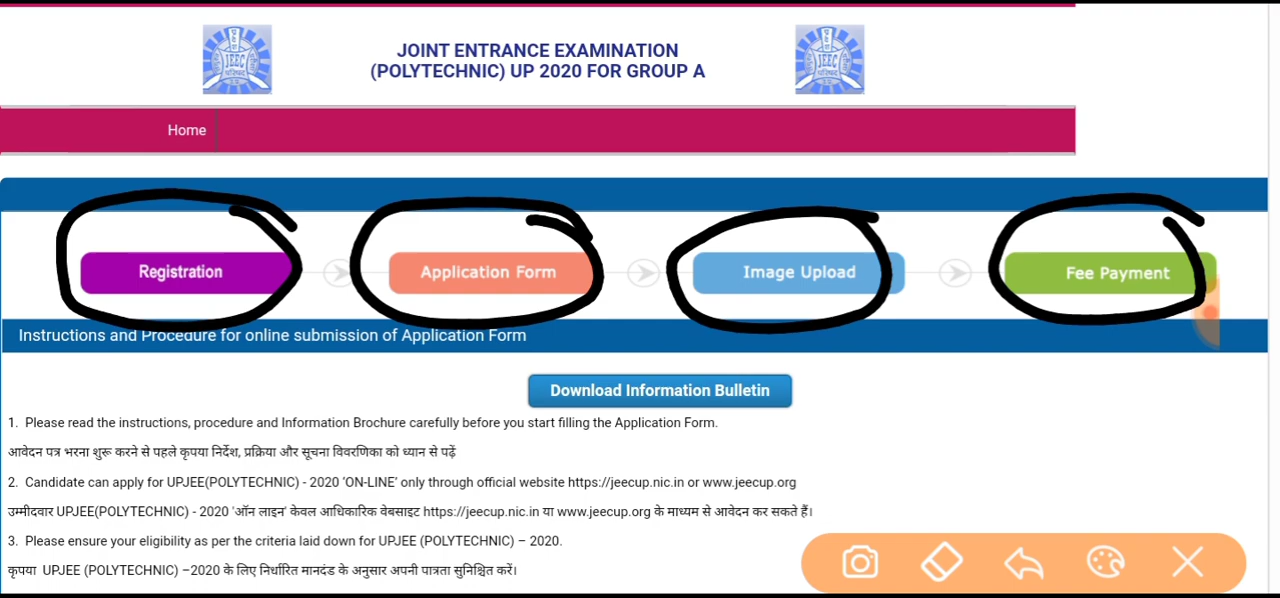 JOINT ENTRANCE EXAMINATION
(POLYTECHNIC) UP 2020 FOR GROUP A
JEEC
JEEC
Home
Registration
Application Form
Image Upload
Fee Payment
Instructions and Procedure for online submission of Application Form
Download Information Bulletin
1. Please read the instructions, procedure and Information Brochure carefully before you start filling the Application Form.
आवेदन पत्र भरना शुरू करने से पहले कृपया निर्देश, प्रक्रिया और सूचना विवरणिका को ध्यान से पढ़ें
2. Candidate can apply for UPJEE(POLYTECHNIC) - 2020 'ON-LINE' only through official website https://jeecup.nic.in or www.jeecup.org
उम्मीदवार UPJEE(POLYTECHNIC) - 2020 'ऑन लाइन' केवल आधिकारिक वेबसाइट https://jeecup.nic.in या www.jeecup.org के माध्यम से आवेदन कर सकते हैं।
3. Please ensure your eligibility as per the criteria laid down for UPJEE (POLYTECHNIC) – 2020.
कृपया UPJEE (POLYTECHNIC) –2020 के लिए निर्धारित मानदंड के अनुसार अपनी पात्रता सुनिश्चित करें।